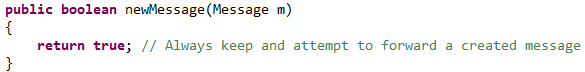 public boolean newMessage(Message m)
{
    return true; // Always keep and attempt to forward a created message
}